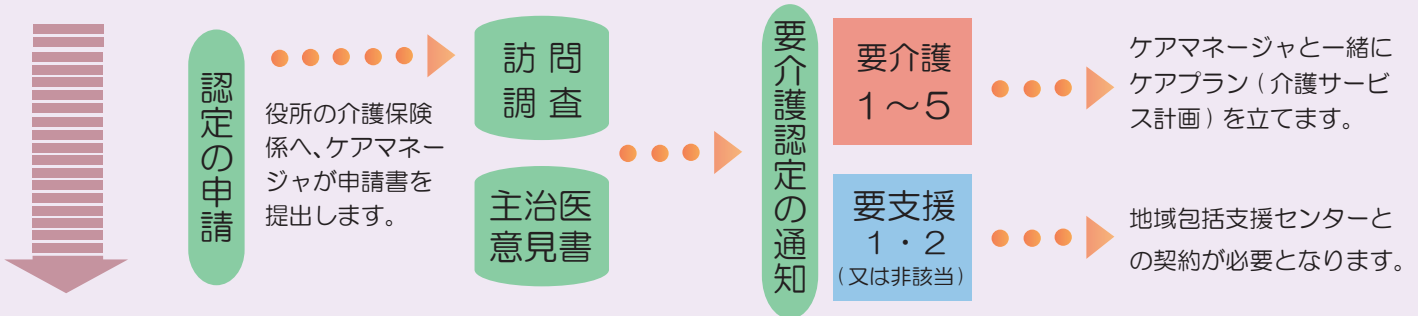 認定の申請
役所の介護保険
係へ、ケアマネー
ジャが申請書を
提出します。
訪問
調査
主治医
意見書
要介護認定の通知
要介護
1～5
ケアマネージャと一緒に
ケアプラン（介護サービ
ス計画）を立てます。
要支援
1・2
（又は非該当）
地域包括支援センターと
の契約が必要となります。